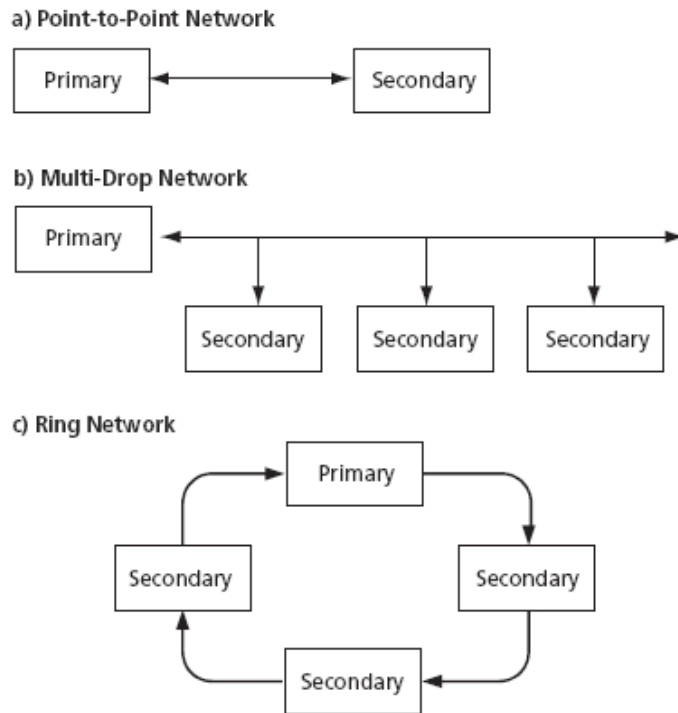 a) Point-to-Point Network
Primary
Secondary
b) Multi-Drop Network
Primary
Secondary
Secondary
Secondary
c) Ring Network
Primary
Secondary
Secondary
Secondary